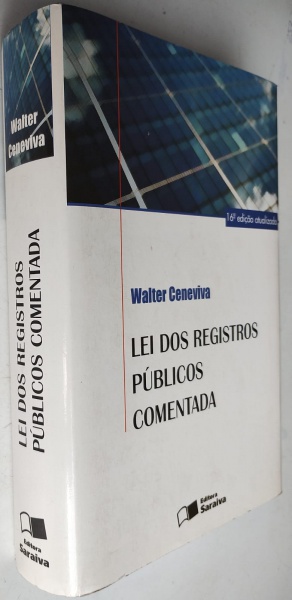 Walter
Ceneviva
LEI DOS REGISTROS
PÚBLICOS COMENTADA
Editora
Saraiva
16ª edição atualizada
Walter Ceneviva
LEI DOS REGISTROS
PÚBLICOS
COMENTADA
Editora
Saraiva